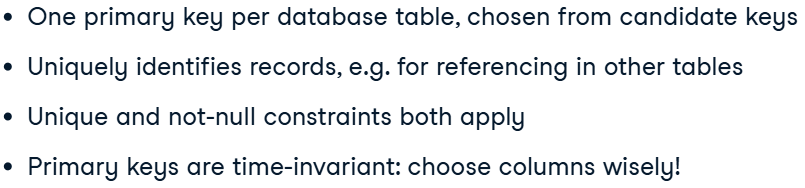 • One primary key per database table, chosen from candidate keys
• Uniquely identifies records, e.g. for referencing in other tables
• Unique and not-null constraints both apply
• Primary keys are time-invariant: choose columns wisely!